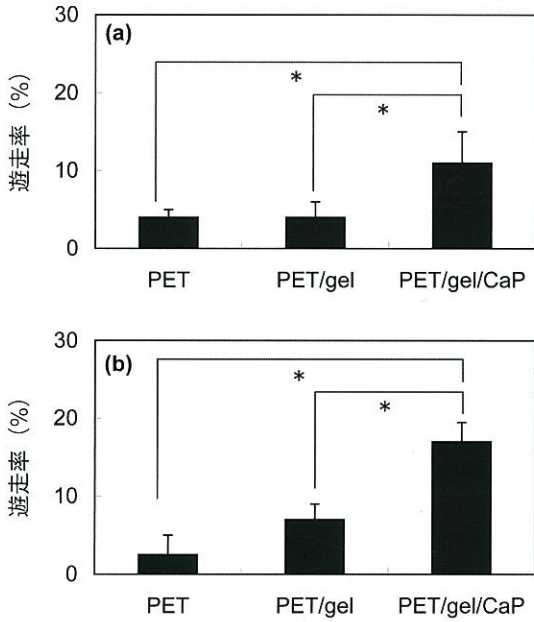 (a)
遊走率 (%)
30
20
10
0
*
*
PET
PET/gel
PET/gel/CaP
(b)
遊走率 (%)
30
20
10
0
*
*
PET
PET/gel
PET/gel/CaP